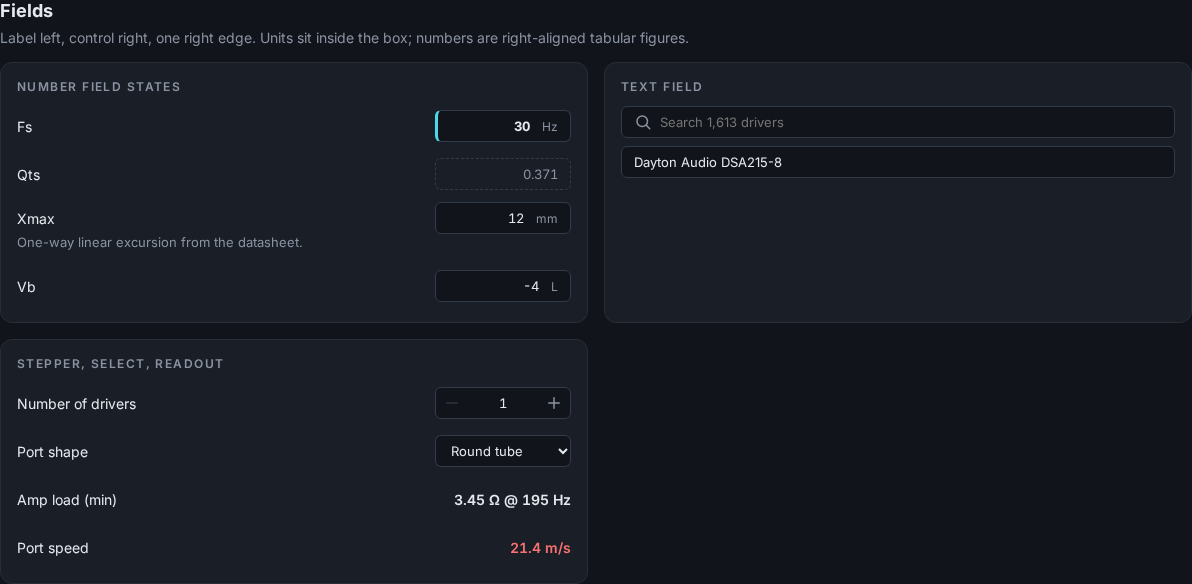 Fields
Label left, control right, one right edge. Units sit inside the box; numbers are right-aligned tabular figures.
NUMBER FIELD STATES
Fs 30 Hz
Qts 0.371
Xmax 12 mm
One-way linear excursion from the datasheet.
Vb -4 L
TEXT FIELD
Search 1,613 drivers
Dayton Audio DSA215-8
STEPPER, SELECT, READOUT
Number of drivers 1
Port shape Round tube
Amp load (min) 3.45 Ω @ 195 Hz
Port speed 21.4 m/s